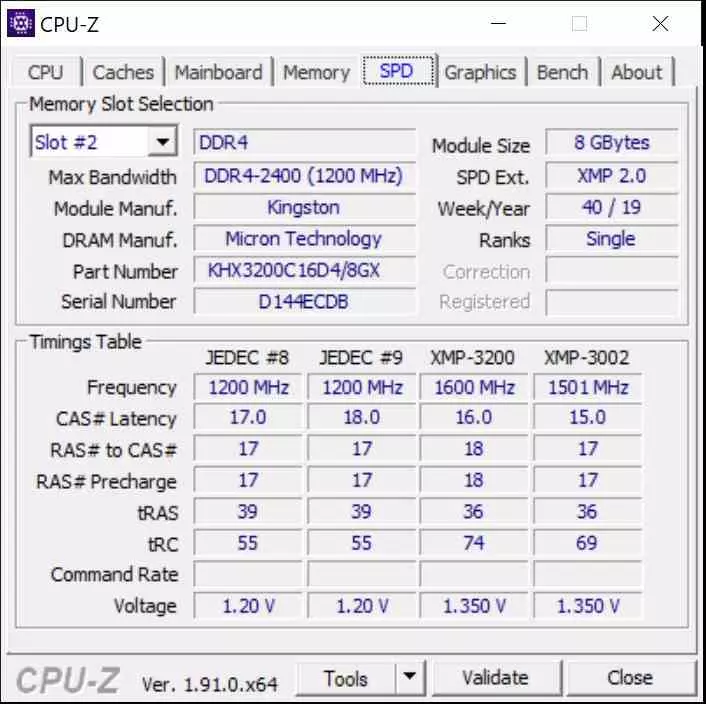 CPU-Z
CPU Caches Mainboard Memory SPD Graphics Bench About
Memory Slot Selection
Slot #2 DDR4 Module Size 8 GBytes
Max Bandwidth DDR4-2400 (1200 MHz) SPD Ext. XMP 2.0
Module Manuf. Kingston Week/Year 40 / 19
DRAM Manuf. Micron Technology Ranks Single
Part Number KHX3200C16D4/8GX Correction
Serial Number D144ECDB Registered
Timings Table
JEDEC #8 JEDEC #9 XMP-3200 XMP-3002
Frequency 1200 MHz 1200 MHz 1600 MHz 1501 MHz
CAS# Latency 17.0 18.0 16.0 15.0
RAS# to CAS# 17 17 18 17
RAS# Precharge 17 17 18 17
tRAS 39 39 36 36
tRC 55 55 74 69
Command Rate
Voltage 1.20 V 1.20 V 1.350 V 1.350 V
CPU-Z Ver. 1.91.0.x64 Tools Validate Close